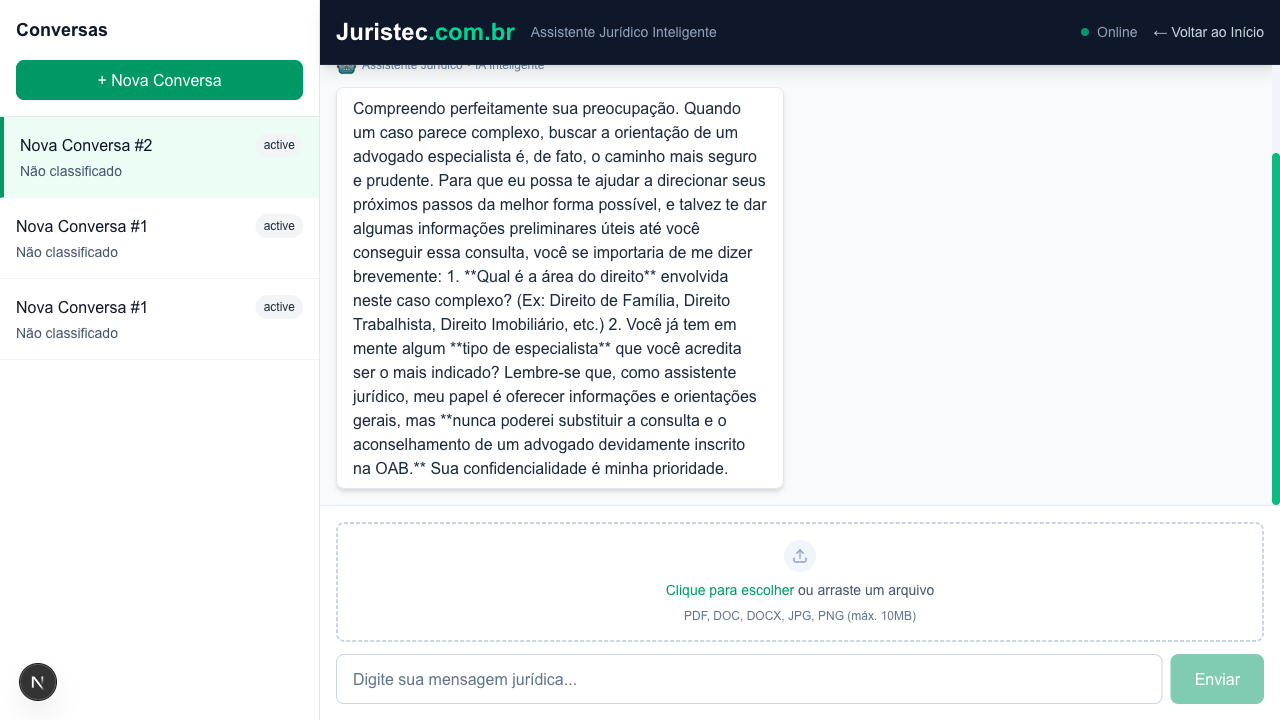 Conversas
+ Nova Conversa
Nova Conversa #2
active
Não classificado
Nova Conversa #1
active
Não classificado
Nova Conversa #1
active
Não classificado
Juristec.com.br
Assistente Jurídico Inteligente
Online
← Voltar ao Início
Assistente Jurídico • IA Inteligente
Compreendo perfeitamente sua preocupação. Quando
um caso parece complexo, buscar a orientação de um
advogado especialista é, de fato, o caminho mais seguro
e prudente. Para que eu possa te ajudar a direcionar seus
próximos passos da melhor forma possível, e talvez te dar
algumas informações preliminares úteis até você
conseguir essa consulta, você se importaria de me dizer
brevemente: 1. **Qual é a área do direito** envolvida
neste caso complexo? (Ex: Direito de Família, Direito
Trabalhista, Direito Imobiliário, etc.) 2. Você já tem em
mente algum **tipo de especialista** que você acredita
ser o mais indicado? Lembre-se que, como assistente
jurídico, meu papel é oferecer informações e orientações
gerais, mas **nunca poderei substituir a consulta e o
aconselhamento de um advogado devidamente inscrito
na OAB.** Sua confidencialidade é minha prioridade.
Clique para escolher ou arraste um arquivo
PDF, DOC, DOCX, JPG, PNG (máx. 10MB)
Digite sua mensagem jurídica...
Enviar
N